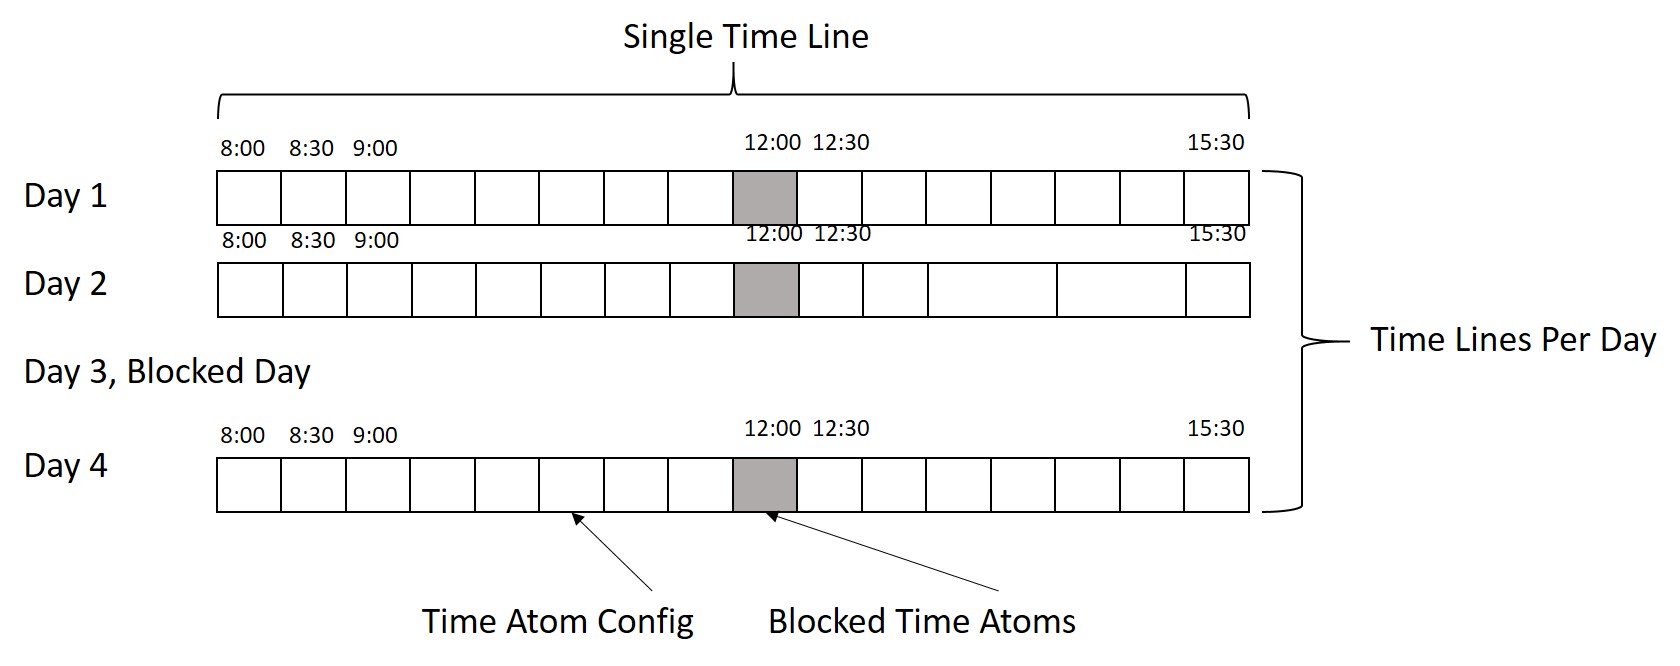 Single Time Line
8:00 8:30 9:00 12:00 12:30 15:30
Day 1
8:00 8:30 9:00 12:00 12:30 15:30
Day 2
Time Lines Per Day
Day 3, Blocked Day
8:00 8:30 9:00 12:00 12:30 15:30
Day 4
Time Atom Config Blocked Time Atoms